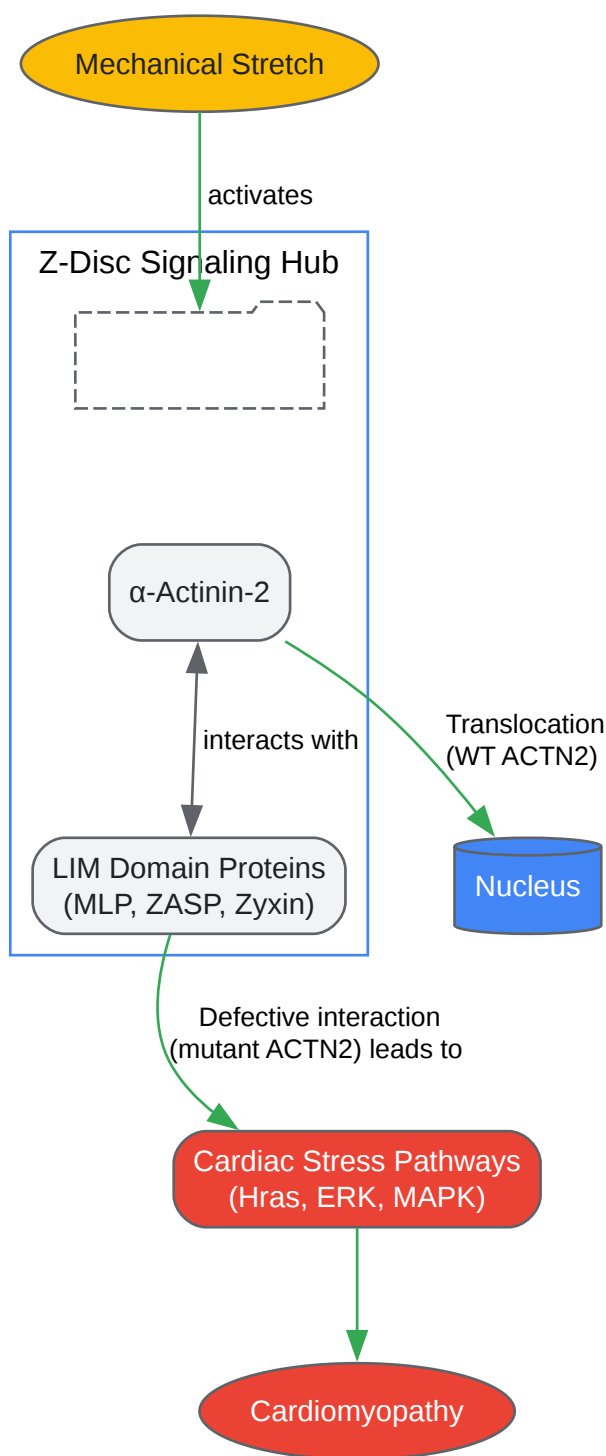 Mechanical Stretch
activates
Z-Disc Signaling Hub
α-Actinin-2
Translocation
(WT ACTN2)
interacts with
LIM Domain Proteins
(MLP, ZASP, Zyxin)
Nucleus
Defective interaction
(mutant ACTN2) leads to
Cardiac Stress Pathways
(Hras, ERK, MAPK)
Cardiomyopathy